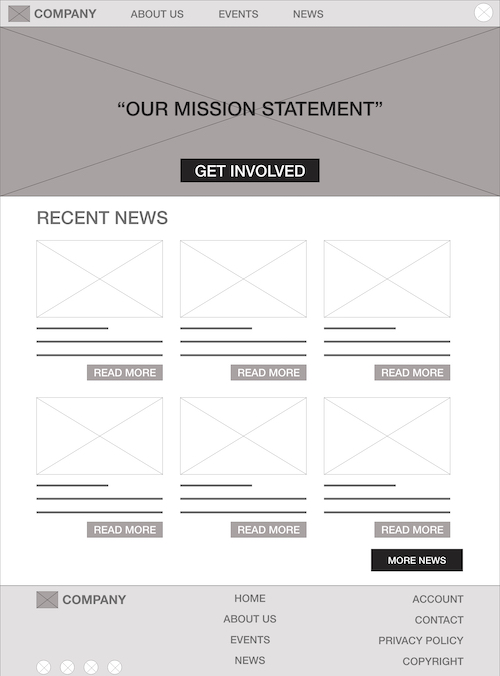 COMPANY
ABOUT US
EVENTS
NEWS
“OUR MISSION STATEMENT”
GET INVOLVED
RECENT NEWS
READ MORE
READ MORE
READ MORE
READ MORE
READ MORE
READ MORE
MORE NEWS
COMPANY
HOME
ABOUT US
EVENTS
NEWS
ACCOUNT
CONTACT
PRIVACY POLICY
COPYRIGHT